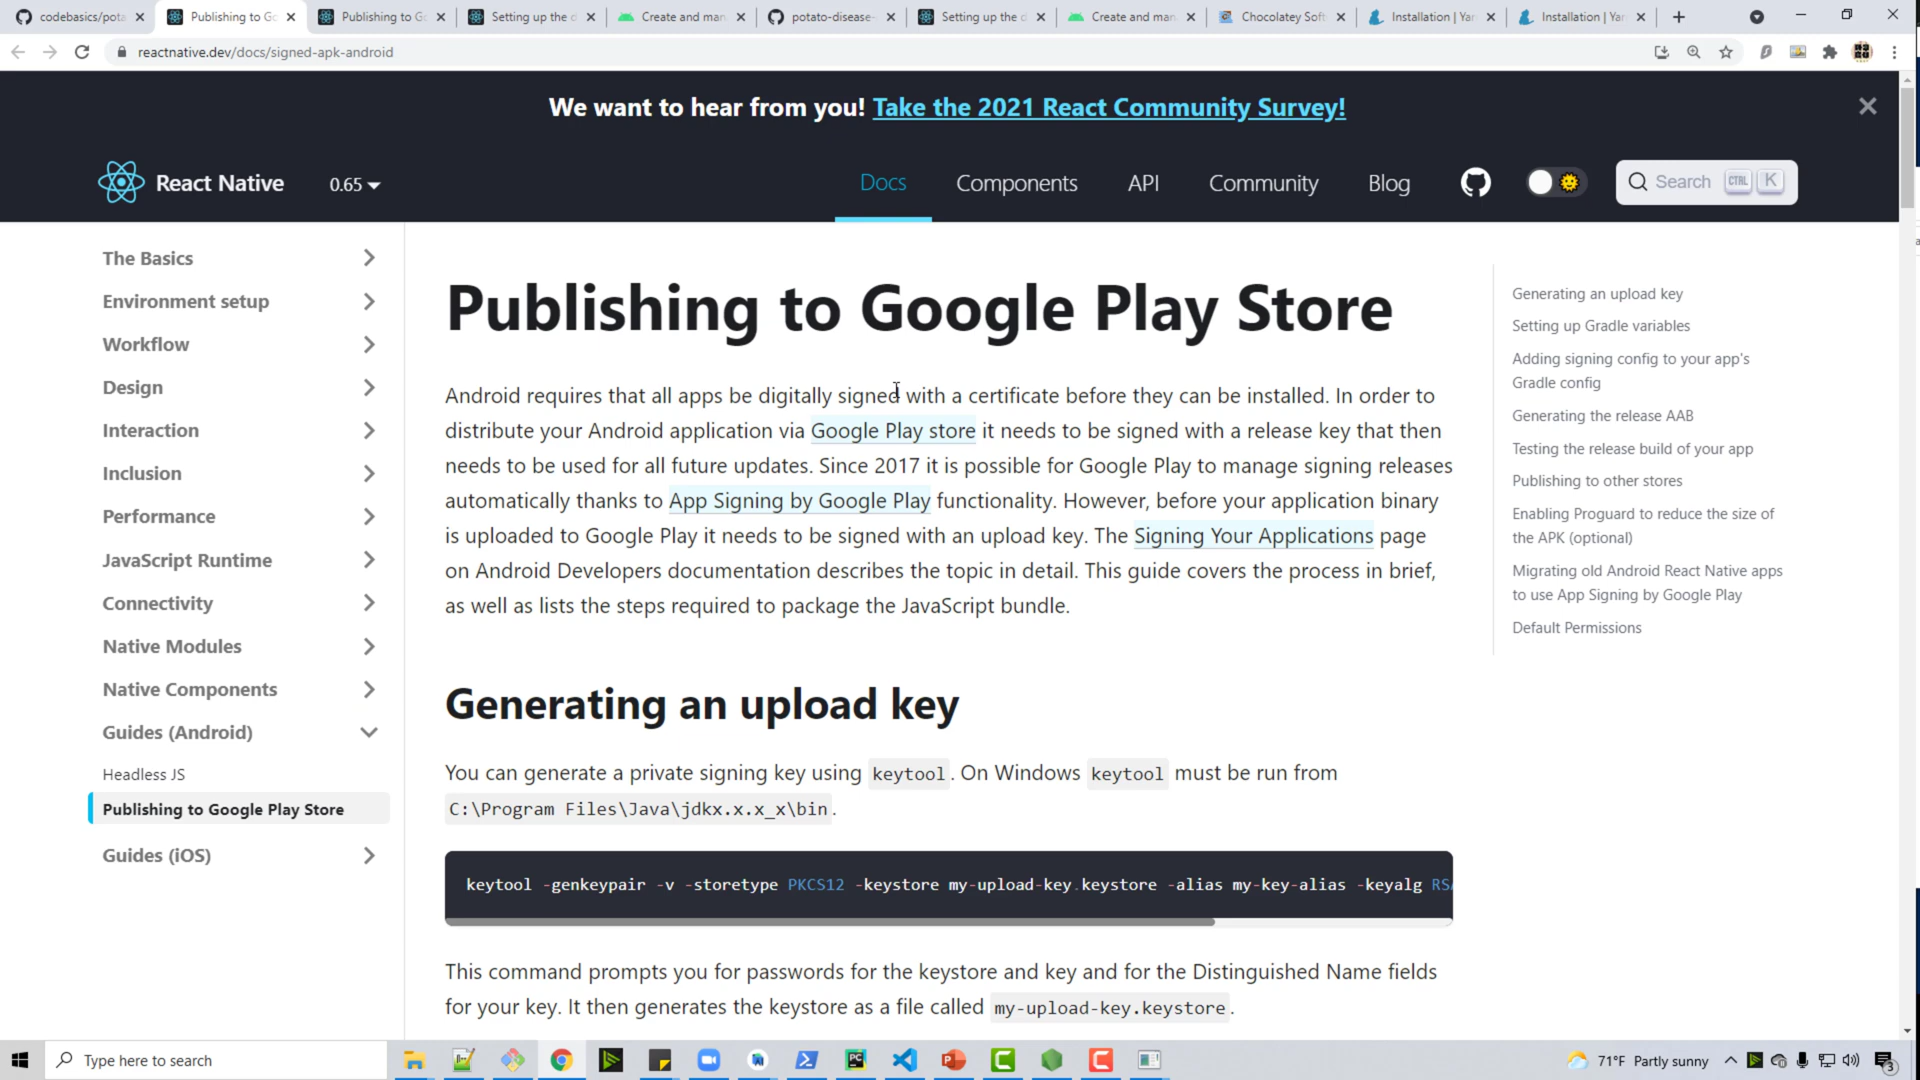 codebasics/pota
Publishing to Go
Publishing to Go
Setting up the d
Create and man
potato-disease-
Setting up the d
Create and man
Chocolatey Soft
Installation | Yar
Installation | Yar
reactnative.dev/docs/signed-apk-android
We want to hear from you! Take the 2021 React Community Survey!
React Native 0.65 Docs Components API Community Blog Search CTRL K
The Basics
Environment setup
Workflow
Design
Interaction
Inclusion
Performance
JavaScript Runtime
Connectivity
Native Modules
Native Components
Guides (Android)
Headless JS
Publishing to Google Play Store
Guides (iOS)
Publishing to Google Play Store
Android requires that all apps be digitally signed with a certificate before they can be installed. In order to
distribute your Android application via Google Play store it needs to be signed with a release key that then
needs to be used for all future updates. Since 2017 it is possible for Google Play to manage signing releases
automatically thanks to App Signing by Google Play functionality. However, before your application binary
is uploaded to Google Play it needs to be signed with an upload key. The Signing Your Applications page
on Android Developers documentation describes the topic in detail. This guide covers the process in brief,
as well as lists the steps required to package the JavaScript bundle.
Generating an upload key
You can generate a private signing key using keytool. On Windows keytool must be run from
C:\Program Files\Java\jdkx.x.x_x\bin.
keytool -genkeypair -v -storetype PKCS12 -keystore my-upload-key.keystore -alias my-key-alias -keyalg RSA
This command prompts you for passwords for the keystore and key and for the Distinguished Name fields
for your key. It then generates the keystore as a file called my-upload-key.keystore.
Generating an upload key
Setting up Gradle variables
Adding signing config to your app's
Gradle config
Generating the release AAB
Testing the release build of your app
Publishing to other stores
Enabling Proguard to reduce the size of
the APK (optional)
Migrating old Android React Native apps
to use App Signing by Google Play
Default Permissions
Type here to search
71°F Partly sunny
3